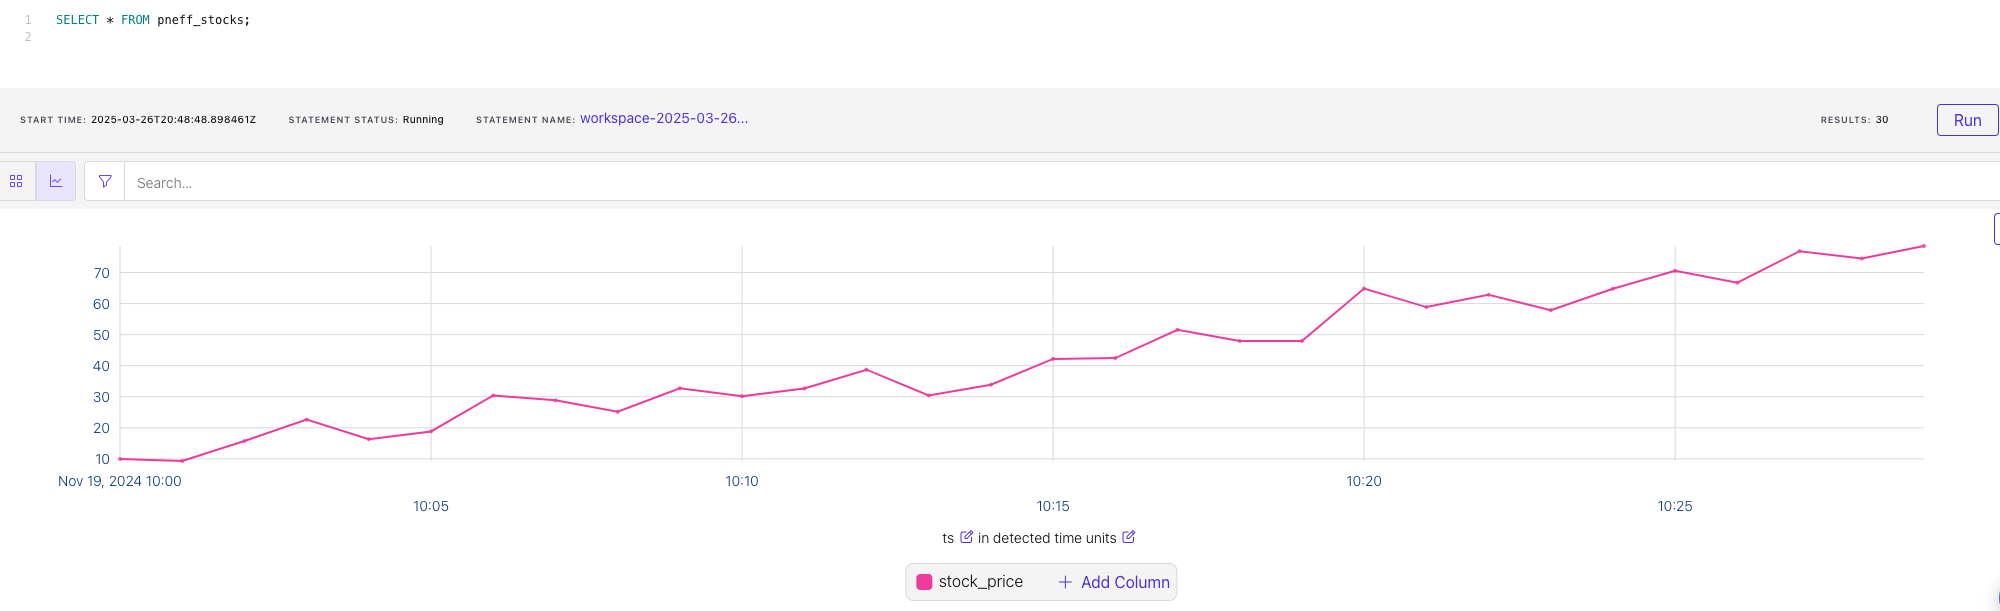 1 SELECT * FROM pneff_stocks;
2
START TIME: 2025-03-26T20:48:48.898461Z STATEMENT STATUS: Running STATEMENT NAME: workspace-2025-03-26... RESULTS: 30 Run
Search...
70
60
50
40
30
20
10
Nov 19, 2024 10:00 10:10 10:20
10:05 10:15 10:25
ts in detected time units
stock_price + Add Column